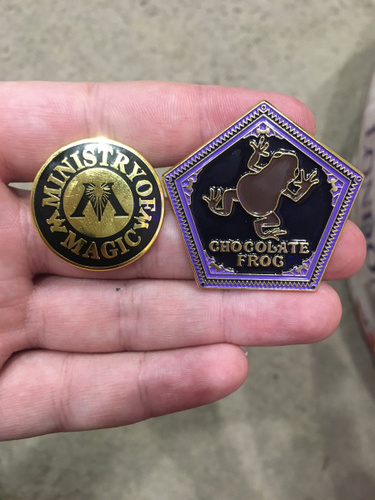 MINISTRY OF
MAGIC
CHOCOLATE
FROG